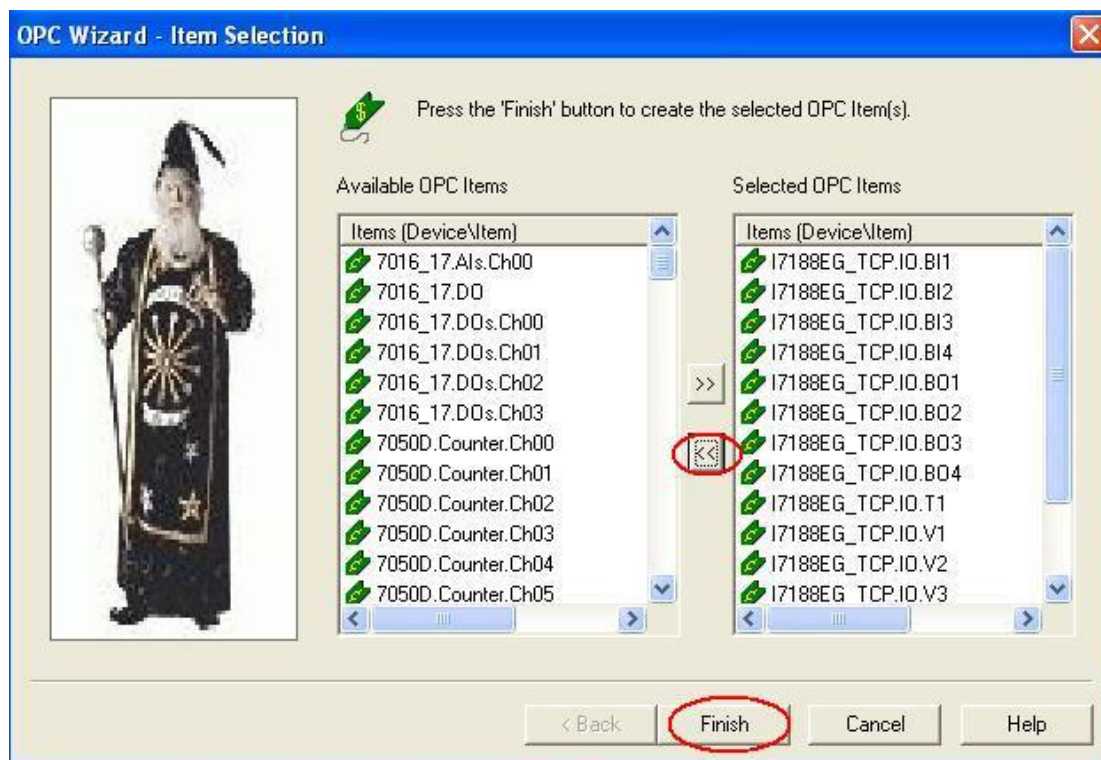 OPC Wizard - Item Selection
Press the 'Finish' button to create the selected OPC Item(s).
Available OPC Items
Items (Device\Item)
7016_17.AIs.Ch00
7016_17.DO
7016_17.DOs.Ch00
7016_17.DOs.Ch01
7016_17.DOs.Ch02
7016_17.DOs.Ch03
7050D.Counter.Ch00
7050D.Counter.Ch01
7050D.Counter.Ch02
7050D.Counter.Ch03
7050D.Counter.Ch04
7050D.Counter.Ch05
>>
<<
Selected OPC Items
Items (Device\Item)
I7188EG_TCP.IO.BI1
I7188EG_TCP.IO.BI2
I7188EG_TCP.IO.BI3
I7188EG_TCP.IO.BI4
I7188EG_TCP.IO.BO1
I7188EG_TCP.IO.BO2
I7188EG_TCP.IO.BO3
I7188EG_TCP.IO.BO4
I7188EG_TCP.IO.T1
I7188EG_TCP.IO.V1
I7188EG_TCP.IO.V2
I7188EG_TCP.IO.V3
< Back
Finish
Cancel
Help